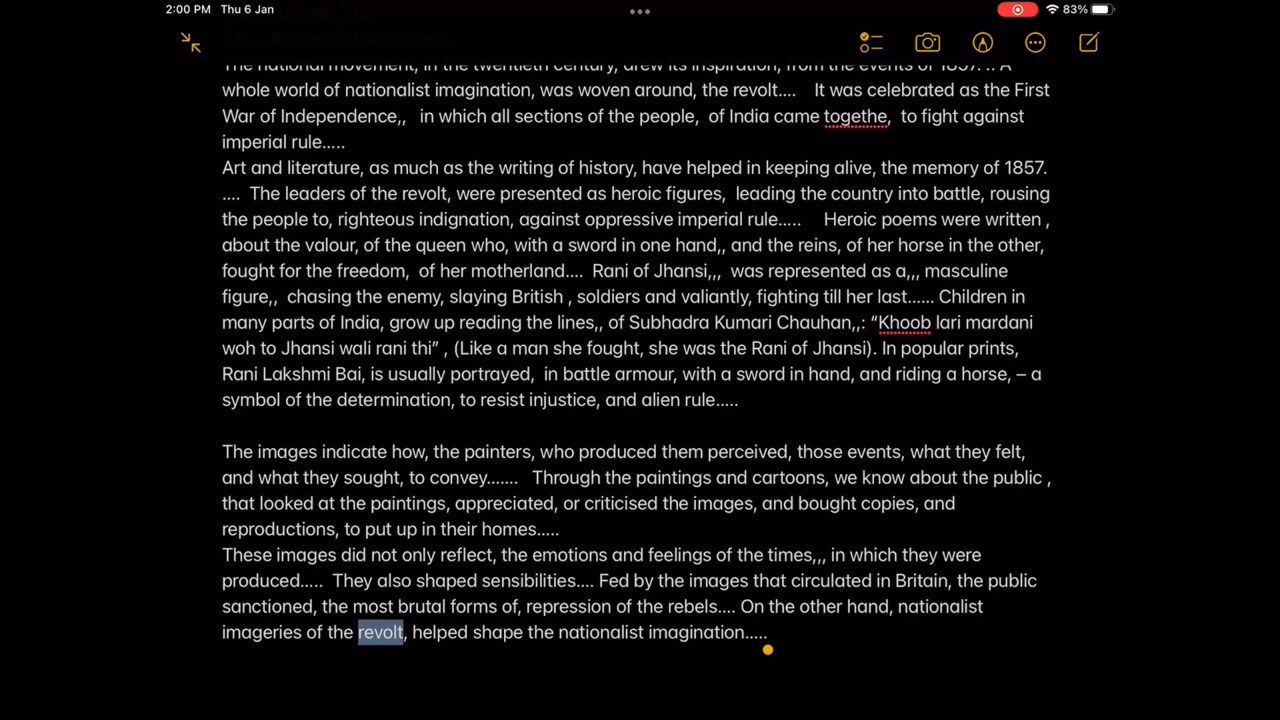 2:00 PM Thu 6 Jan
83%
The national movement, in the twentieth century, drew its inspiration, from the events of 1857. .. A
whole world of nationalist imagination, was woven around, the revolt.... It was celebrated as the First
War of Independence,, in which all sections of the people, of India came togethe, to fight against
imperial rule.....
Art and literature, as much as the writing of history, have helped in keeping alive, the memory of 1857.
.... The leaders of the revolt, were presented as heroic figures, leading the country into battle, rousing
the people to, righteous indignation, against oppressive imperial rule..... Heroic poems were written ,
about the valour, of the queen who, with a sword in one hand,, and the reins, of her horse in the other,
fought for the freedom, of her motherland.... Rani of Jhansi,,, was represented as a,,, masculine
figure,, chasing the enemy, slaying British , soldiers and valiantly, fighting till her last...... Children in
many parts of India, grow up reading the lines,, of Subhadra Kumari Chauhan,,: “Khoob lari mardani
woh to Jhansi wali rani thi” , (Like a man she fought, she was the Rani of Jhansi). In popular prints,
Rani Lakshmi Bai, is usually portrayed, in battle armour, with a sword in hand, and riding a horse, – a
symbol of the determination, to resist injustice, and alien rule.....
The images indicate how, the painters, who produced them perceived, those events, what they felt,
and what they sought, to convey....... Through the paintings and cartoons, we know about the public ,
that looked at the paintings, appreciated, or criticised the images, and bought copies, and
reproductions, to put up in their homes.....
These images did not only reflect, the emotions and feelings of the times,,, in which they were
produced..... They also shaped sensibilities.... Fed by the images that circulated in Britain, the public
sanctioned, the most brutal forms of, repression of the rebels.... On the other hand, nationalist
imageries of the revolt, helped shape the nationalist imagination.....